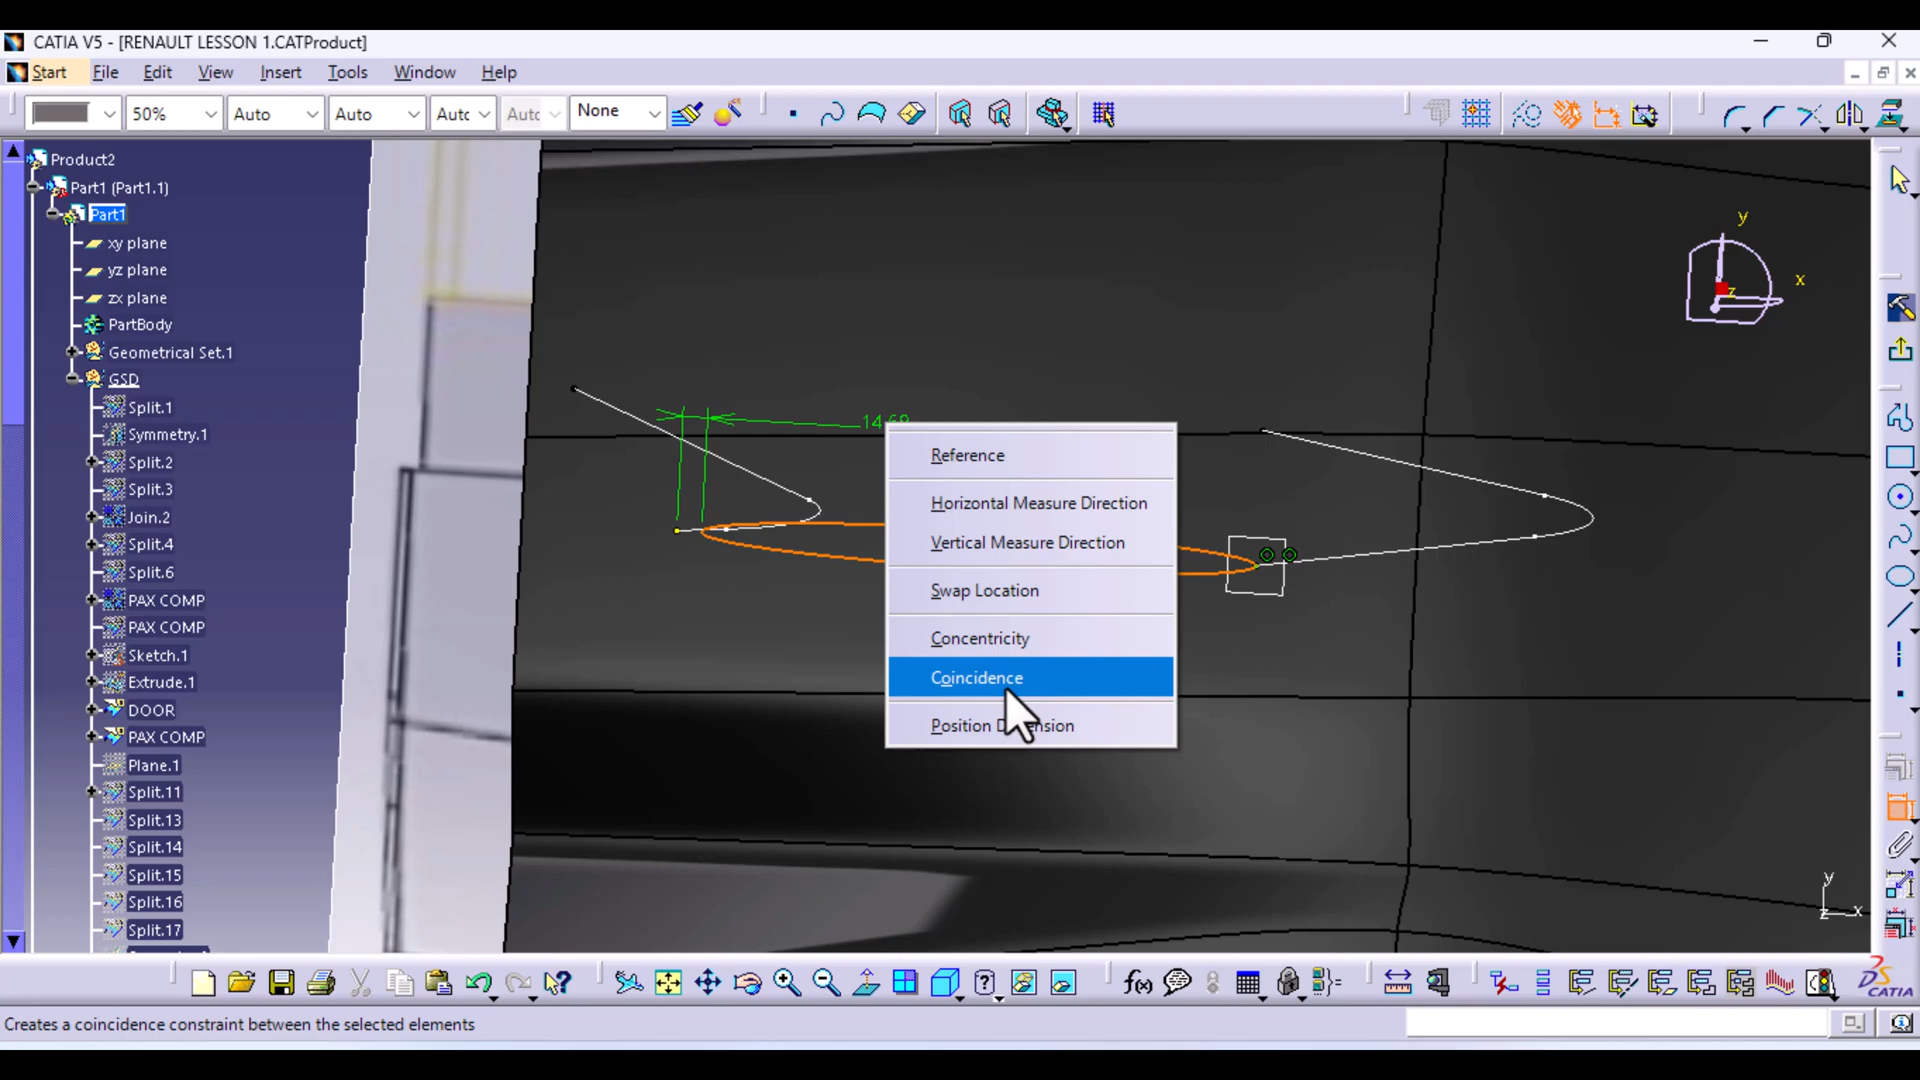 CATIA V5 - [RENAULT LESSON 1.CATProduct]
Start File Edit View Insert Tools Window Help
50% Auto Auto Auto Auto None
Product2
Part1 (Part1.1)
Part1
xy plane
yz plane
zx plane
PartBody
Geometrical Set.1
GSD
Split.1
Symmetry.1
Split.2
Split.3
Join.2
Split.4
Split.6
PAX COMP
PAX COMP
Sketch.1
Extrude.1
DOOR
PAX COMP
Plane.1
Split.11
Split.13
Split.14
Split.15
Split.16
Split.17
Reference
Horizontal Measure Direction
Vertical Measure Direction
Swap Location
Concentricity
Coincidence
Position
y
x
z
y
z x
f(x)
CATIA
Creates a coincidence constraint between the selected elements